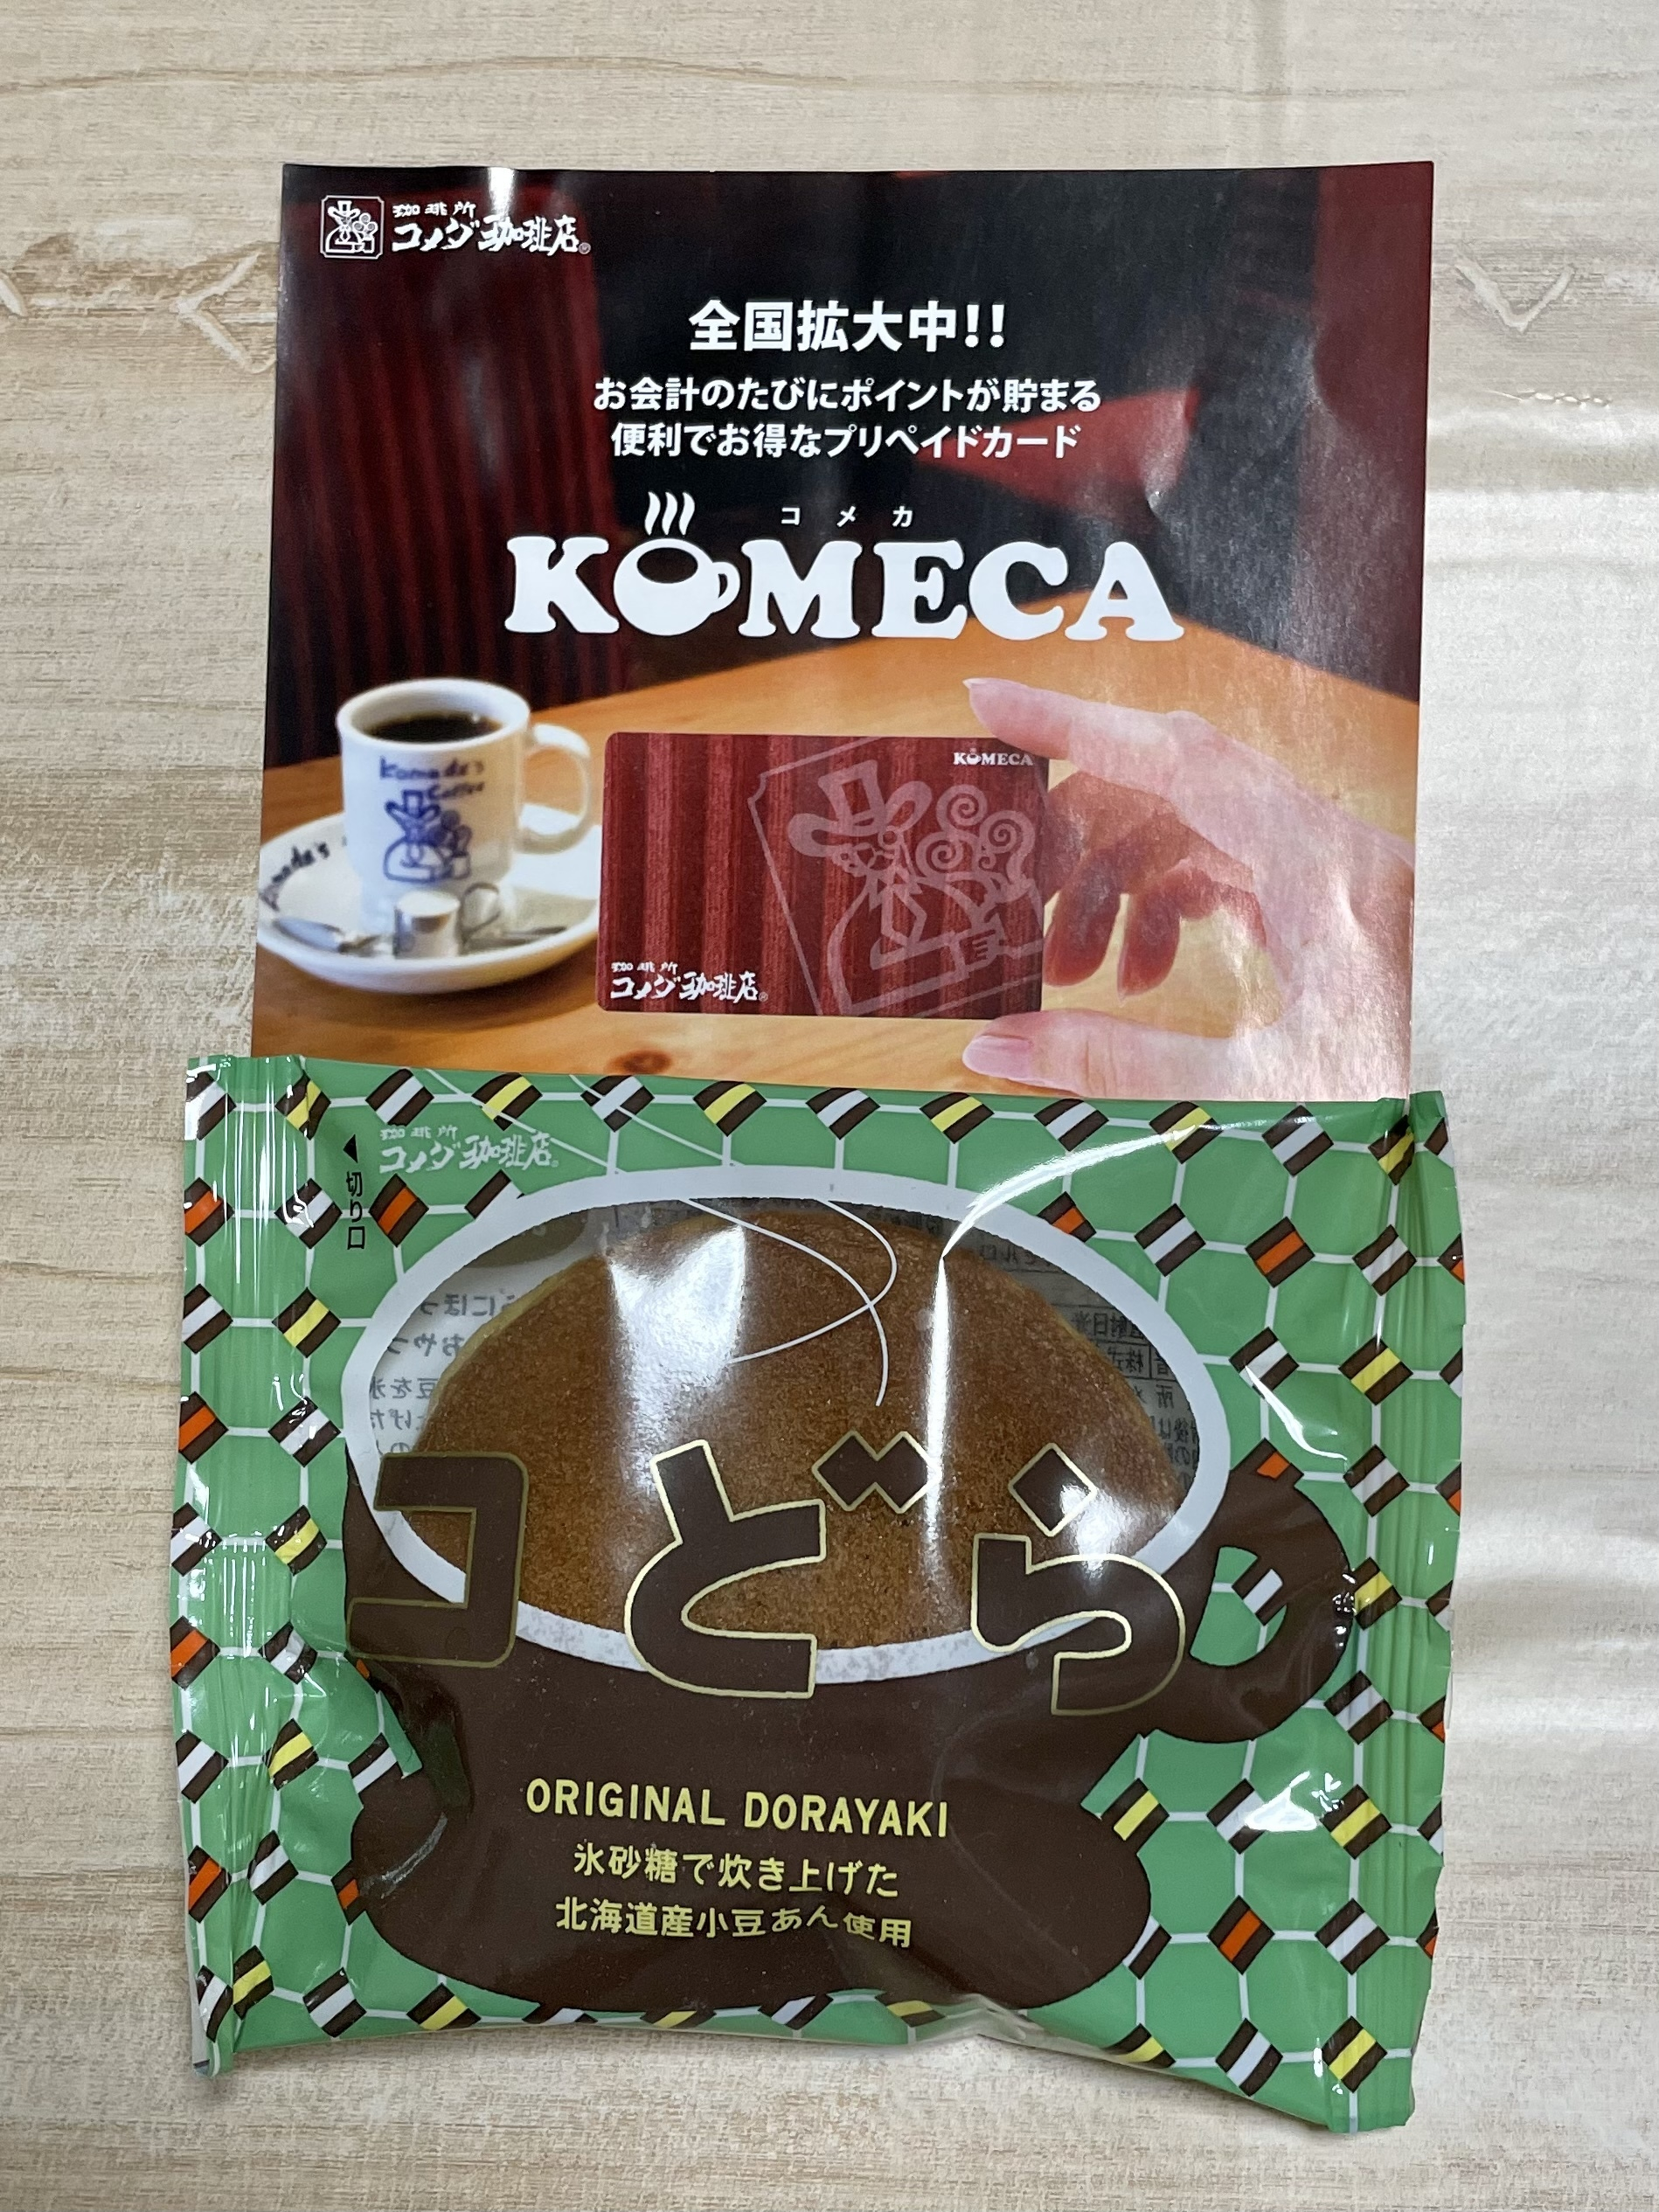 珈琲所
コメダ珈琲店®
全国拡大中!!
お会計のたびにポイントが貯まる
便利でお得なプリペイドカード
コメカ
KOMECA
Komeda's
Coffee
KOMECA
珈琲所
コメダ珈琲店®
珈琲所
コメダ珈琲店®
切り口
コどら
ORIGINAL DORAYAKI
氷砂糖で炊き上げた
北海道産小豆あん使用